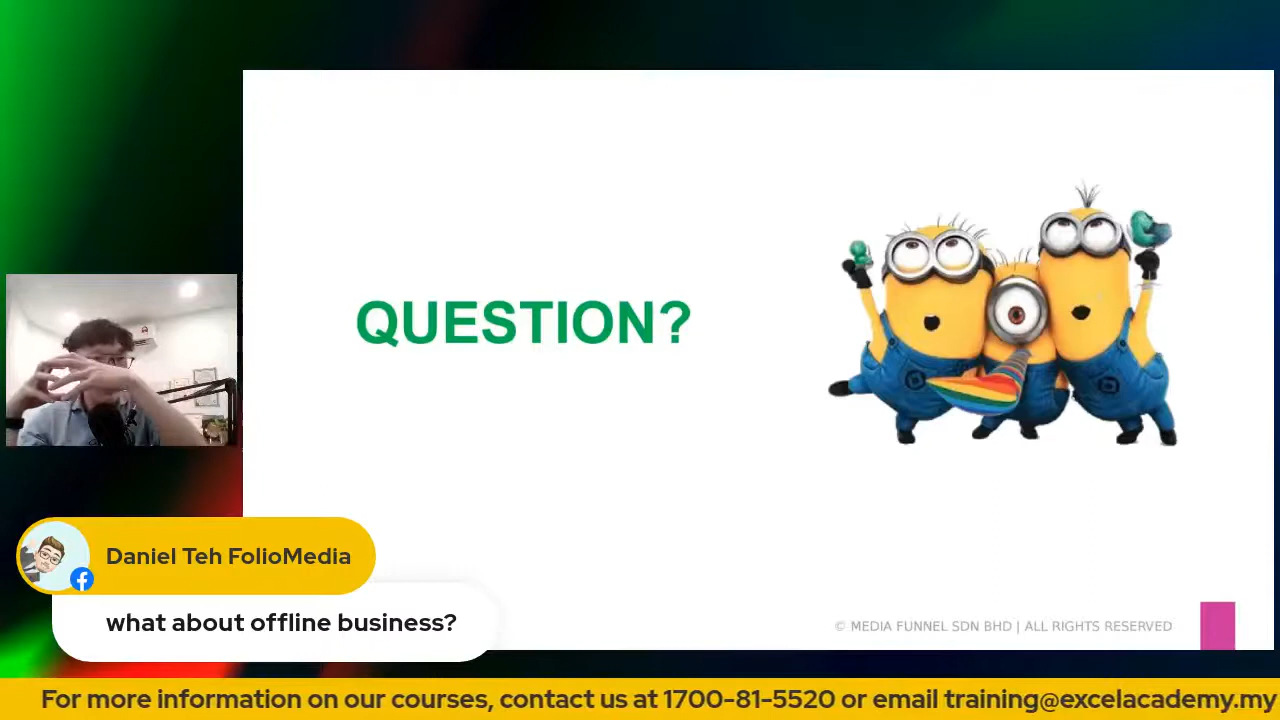 QUESTION?
Daniel Teh FolioMedia
what about offline business?
© MEDIA FUNNEL SDN BHD | ALL RIGHTS RESERVED
For more information on our courses, contact us at 1700-81-5520 or email training@excelacademy.my